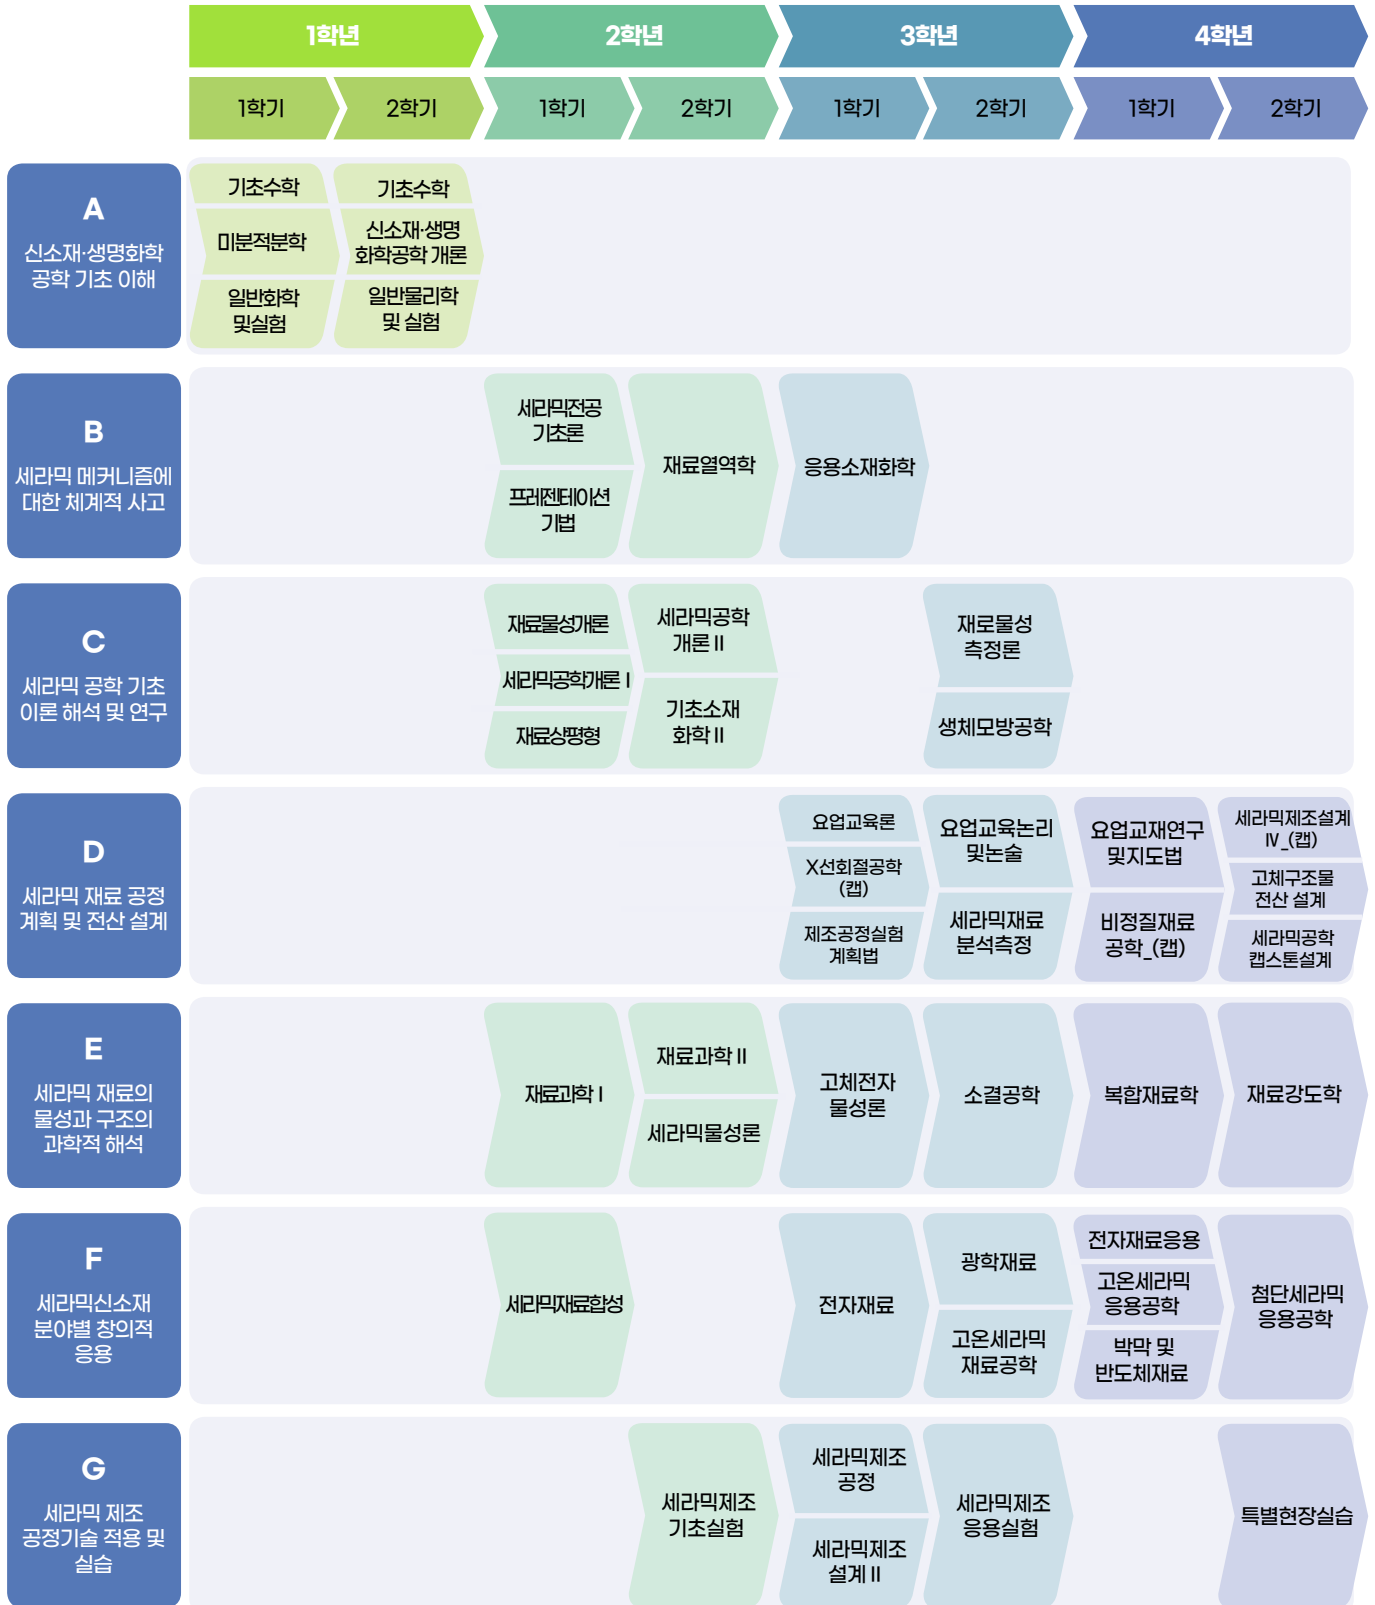 1학년
2학년
3학년
4학년
1학기
2학기
1학기
2학기
1학기
2학기
1학기
2학기
A
신소재·생명화학
공학 기초 이해
기초수학
미분적분학
일반화학
및실험
기초수학
신소재·생명
화학공학 개론
일반물리학
및 실험
B
세라믹 메커니즘에
대한 체계적 사고
세라믹전공
기초론
프레젠테이션
기법
재료열역학
응용소재화학
C
세라믹 공학 기초
이론 해석 및 연구
재료물성개론
세라믹공학개론 I
재료상평형
세라믹공학
개론 II
기초소재
화학 II
재로물성
측정론
생체모방공학
D
세라믹 재료 공정
계획 및 전산 설계
요업교육론
X선회절공학
(캡)
제조공정실험
계획법
요업교육논리
및논술
세라믹재료
분석측정
요업교재연구
및지도법
비정질재료
공학_(캡)
세라믹제조설계
IV_(캡)
고체구조물
전산 설계
세라믹공학
캡스톤설계
E
세라믹 재료의
물성과 구조의
과학적 해석
재료과학 I
재료과학 II
세라믹물성론
고체전자
물성론
소결공학
복합재료학
재료강도학
F
세라믹신소재
분야별 창의적
응용
세라믹재료합성
전자재료
광학재료
고온세라믹
재료공학
전자재료응용
고온세라믹
응용공학
박막 및
반도체재료
첨단세라믹
응용공학
G
세라믹 제조
공정기술 적용 및
실습
세라믹제조
기초실험
세라믹제조
공정
세라믹제조
설계 II
세라믹제조
응용실험
특별현장실습